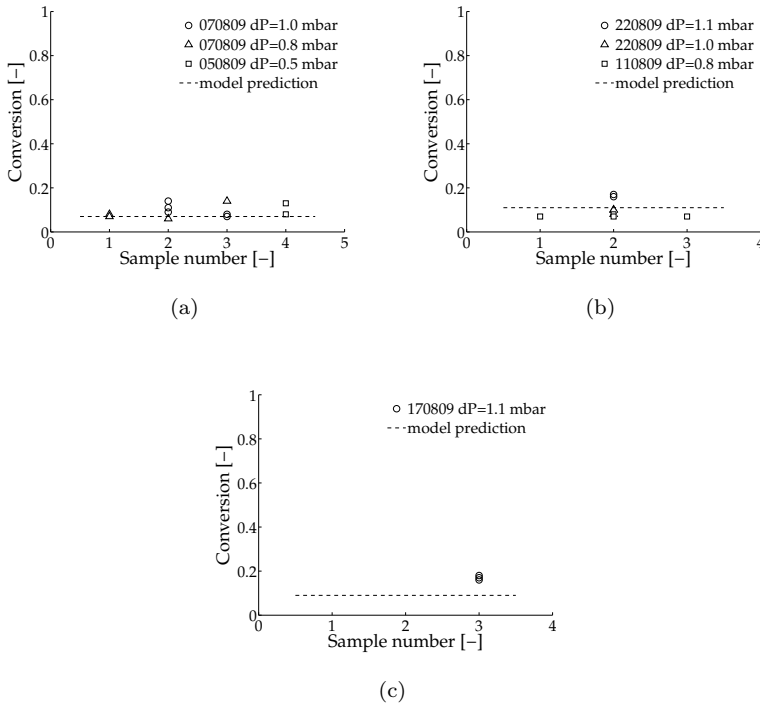 1
0.8
0.6
0.4
0.2
0
Conversion [−]
070809 dP=1.0 mbar
070809 dP=0.8 mbar
050809 dP=0.5 mbar
model prediction
0 1 2 3 4 5
Sample number [−]
(a)
1
0.8
0.6
0.4
0.2
0
Conversion [−]
220809 dP=1.1 mbar
220809 dP=1.0 mbar
110809 dP=0.8 mbar
model prediction
0 1 2 3 4
Sample number [−]
(b)
1
0.8
0.6
0.4
0.2
0
Conversion [−]
170809 dP=1.1 mbar
model prediction
0 1 2 3 4
Sample number [−]
(c)